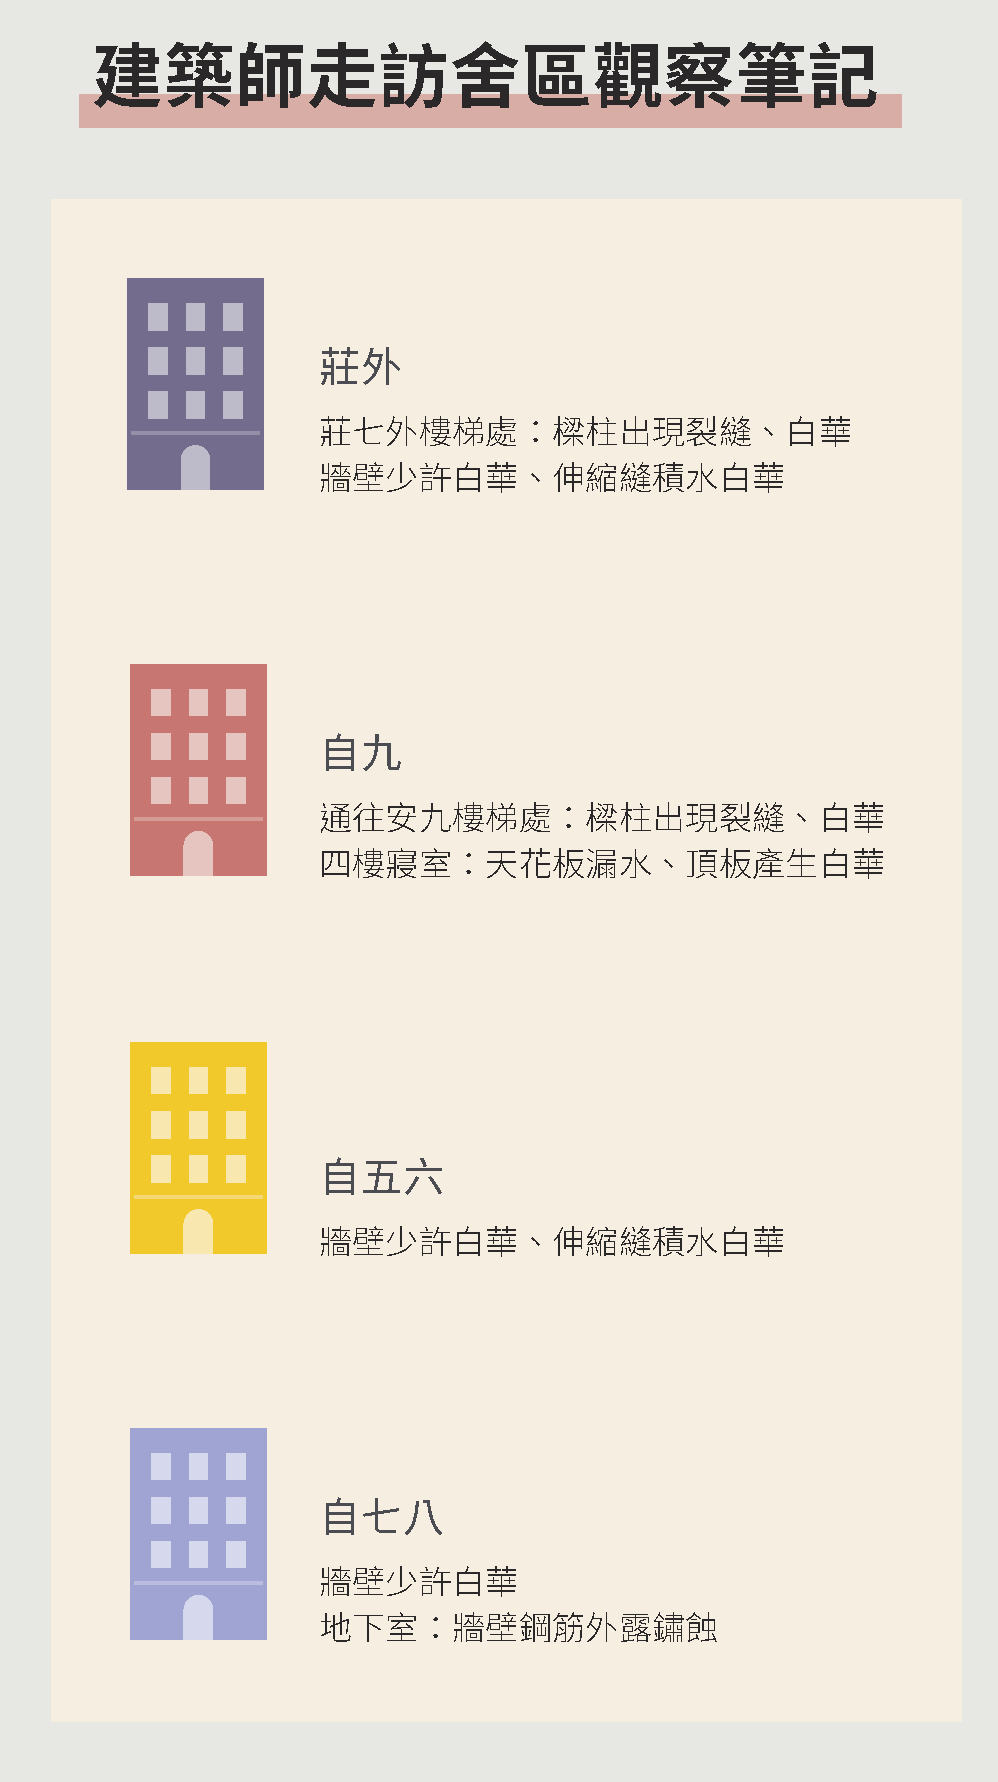 建築師走訪舍區觀察筆記
莊外
莊七外樓梯處：樑柱出現裂縫、白華
牆壁少許白華、伸縮縫積水白華
自九
通往安九樓梯處：樑柱出現裂縫、白華
四樓寢室：天花板漏水、頂板產生白華
自五六
牆壁少許白華、伸縮縫積水白華
自七八
牆壁少許白華
地下室：牆壁鋼筋外露鏽蝕